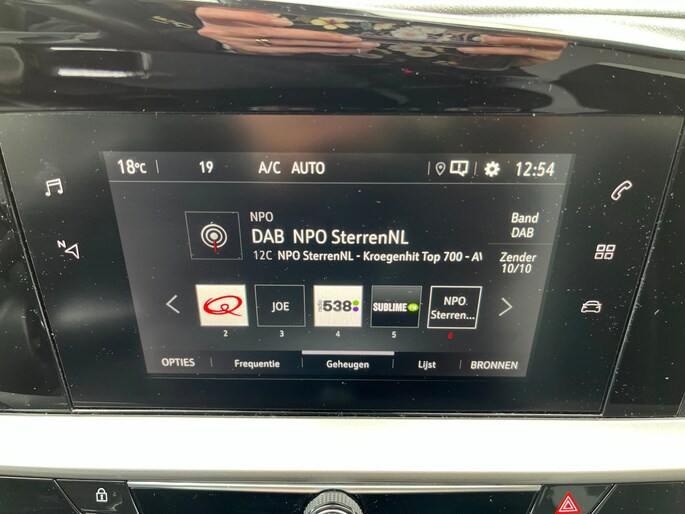 18°C 19 A/C AUTO 12:54
NPO
DAB NPO SterrenNL
12C NPO SterrenNL - Kroegenhit Top 700 - A
Band
DAB
Zender
10/10
N
Q JOE 538 SUBLIME NPO
Sterren...
2 3 4 5 6
OPTIES Frequentie Geheugen Lijst BRONNEN